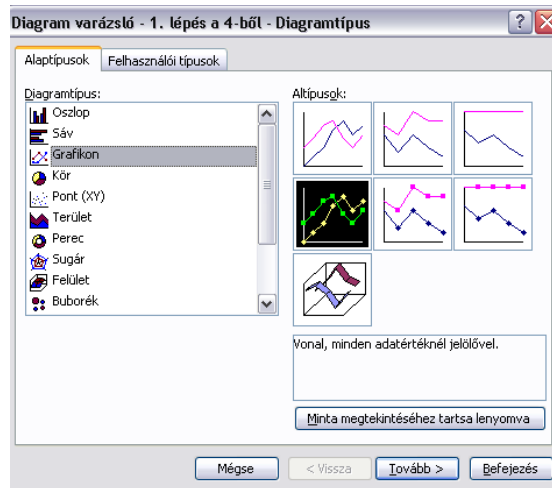 Diagram varázsló - 1. lépés a 4-ből - Diagramtípus
Alaptípusok
Felhasználói típusok
Diagramtípus:
Oszlop
Sáv
Grafikon
Kör
Pont (XY)
Terület
Perec
Sugár
Felület
Buborék
Altípusok:
Vonal, minden adatértéknél jelölővel.
Minta megtekintéséhez tartsa lenyomva
Mégse
< Vissza
Tovább >
Befejezés